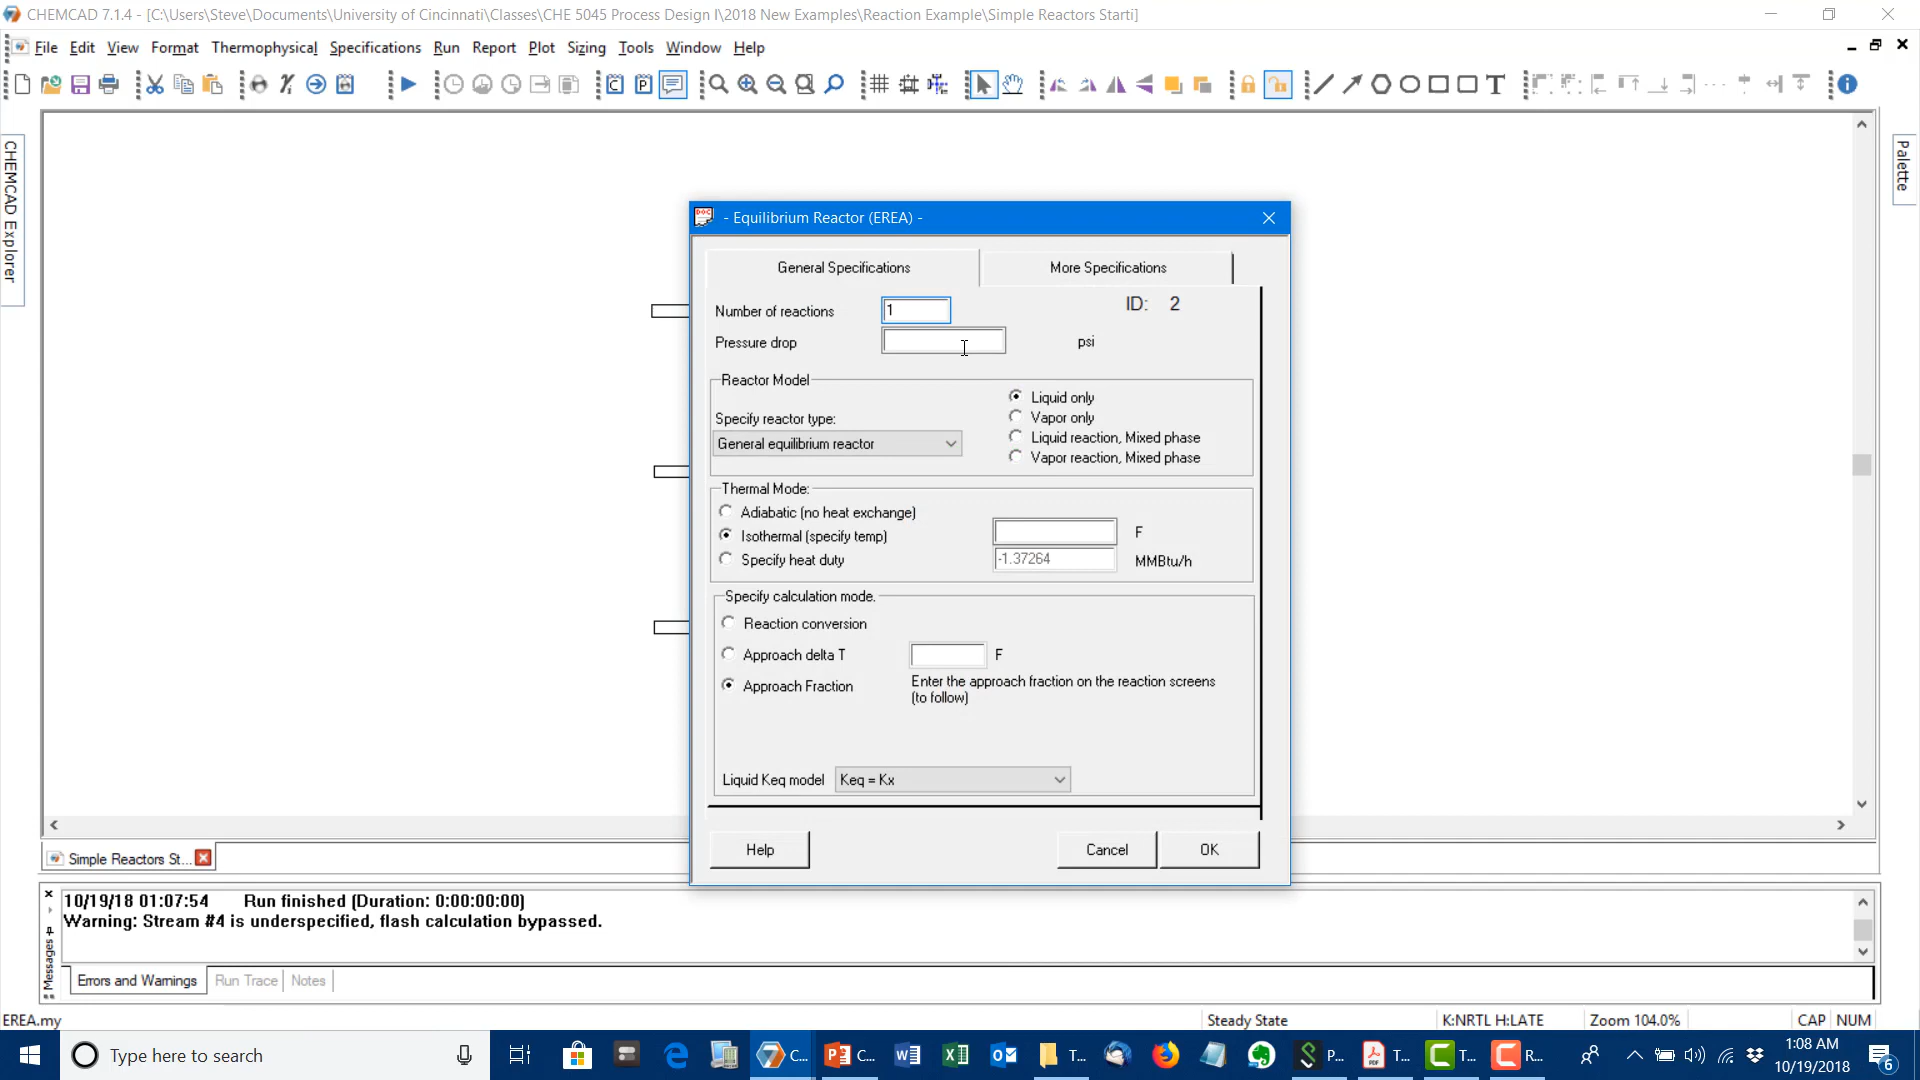 CHEMCAD 7.1.4 - [C:\Users\Steve\Documents\University of Cincinnati\Classes\CHE 5045 Process Design I\2018 New Examples\Reaction Example\Simple Reactors Starti]
File Edit View Format Thermophysical Specifications Run Report Plot Sizing Tools Window Help
CHEMCAD Explorer
Palette
- Equilibrium Reactor (EREA) -
General Specifications
More Specifications
Number of reactions 1
ID: 2
Pressure drop psi
Reactor Model
Specify reactor type:
General equilibrium reactor
Liquid only
Vapor only
Liquid reaction, Mixed phase
Vapor reaction, Mixed phase
Thermal Mode:
Adiabatic (no heat exchange)
Isothermal (specify temp) F
Specify heat duty -1.37264 MMBtu/h
Specify calculation mode.
Reaction conversion
Approach delta T F
Approach Fraction
Enter the approach fraction on the reaction screens
(to follow)
Liquid Keq model Keq = Kx
Help Cancel OK
Simple Reactors St...
Messages
10/19/18 01:07:54 Run finished (Duration: 0:00:00:00)
Warning: Stream #4 is underspecified, flash calculation bypassed.
Errors and Warnings Run Trace Notes
EREA.my
Steady State K:NRTL H:LATE Zoom 104.0% CAP NUM
Type here to search
C... C... T... P... T... T... R...
1:08 AM
10/19/2018
6